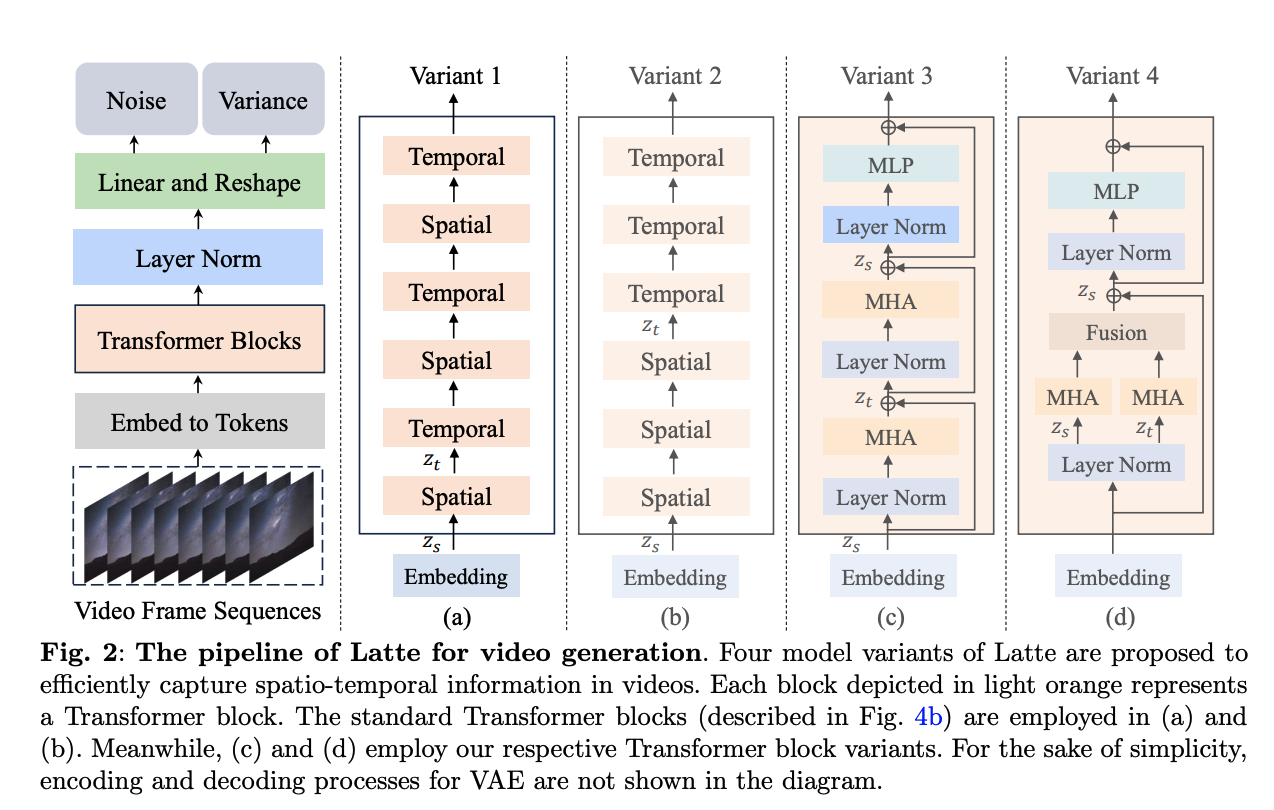 Noise
Variance
Linear and Reshape
Layer Norm
Transformer Blocks
Embed to Tokens
Video Frame Sequences
Variant 1
Temporal
Spatial
Temporal
Spatial
Temporal
z_t
Spatial
z_s
Embedding
(a)
Variant 2
Temporal
Temporal
Temporal
z_t
Spatial
Spatial
Spatial
z_s
Embedding
(b)
Variant 3
MLP
Layer Norm
z_s
MHA
Layer Norm
z_t
MHA
Layer Norm
z_s
Embedding
(c)
Variant 4
MLP
Layer Norm
z_s
Fusion
MHA
MHA
z_s
z_t
Layer Norm
Embedding
(d)
Fig. 2: The pipeline of Latte for video generation. Four model variants of Latte are proposed to
efficiently capture spatio-temporal information in videos. Each block depicted in light orange represents
a Transformer block. The standard Transformer blocks (described in Fig. 4b) are employed in (a) and
(b). Meanwhile, (c) and (d) employ our respective Transformer block variants. For the sake of simplicity,
encoding and decoding processes for VAE are not shown in the diagram.